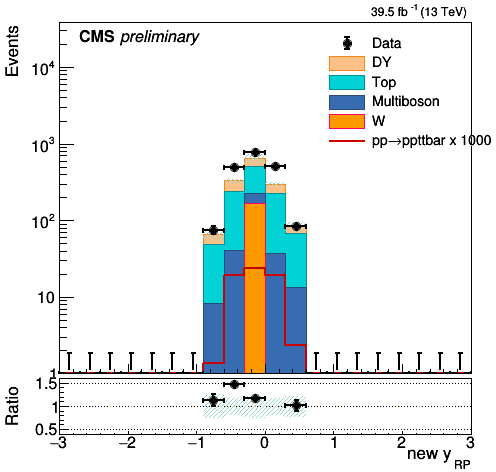 39.5 fb⁻¹ (13 TeV)
CMS preliminary
Events
10⁴
10³
10²
10
1
Data
DY
Top
Multiboson
W
pp→ppttbar x 1000
Ratio
1.5
1
0.5
−3 −2 −1 0 1 2 3
new y_RP